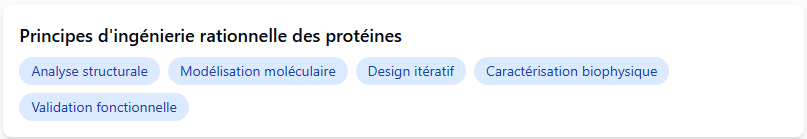 Principes d'ingénierie rationnelle des protéines
Analyse structurale Modélisation moléculaire Design itératif Caractérisation biophysique
Validation fonctionnelle